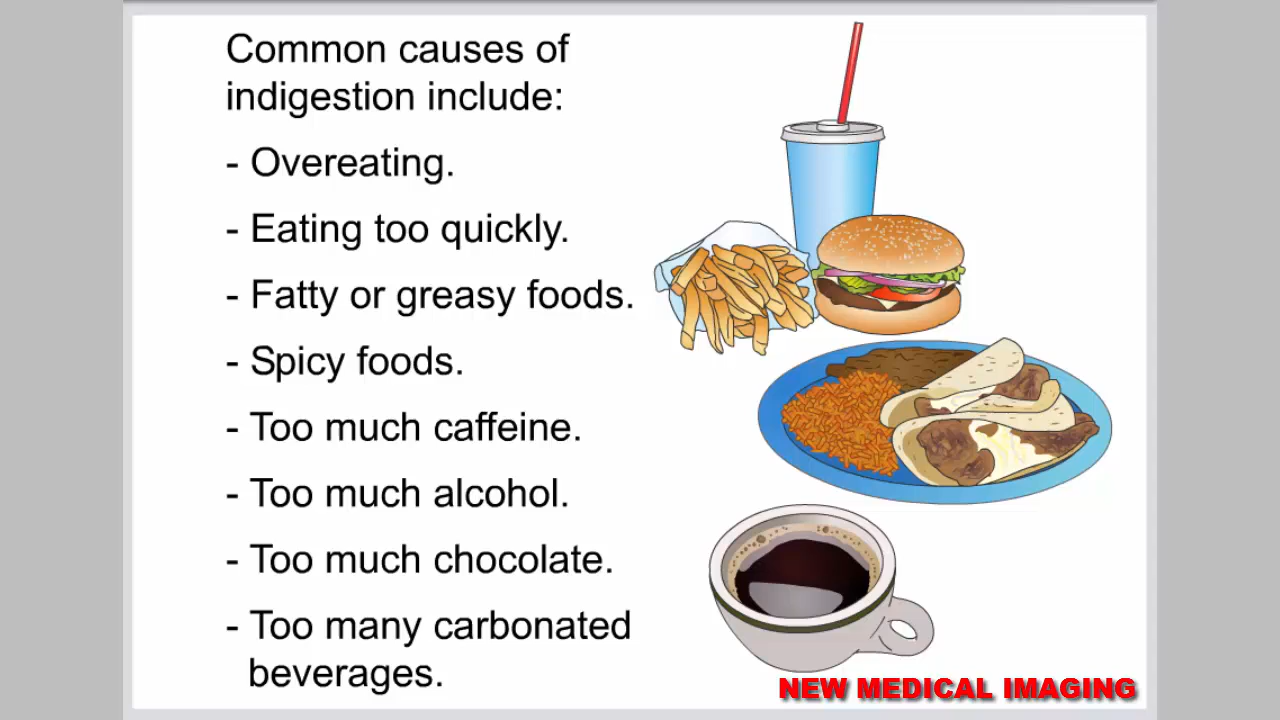 Common causes of
indigestion include:
- Overeating.
- Eating too quickly.
- Fatty or greasy foods.
- Spicy foods.
- Too much caffeine.
- Too much alcohol.
- Too much chocolate.
- Too many carbonated
beverages.
NEW MEDICAL IMAGING